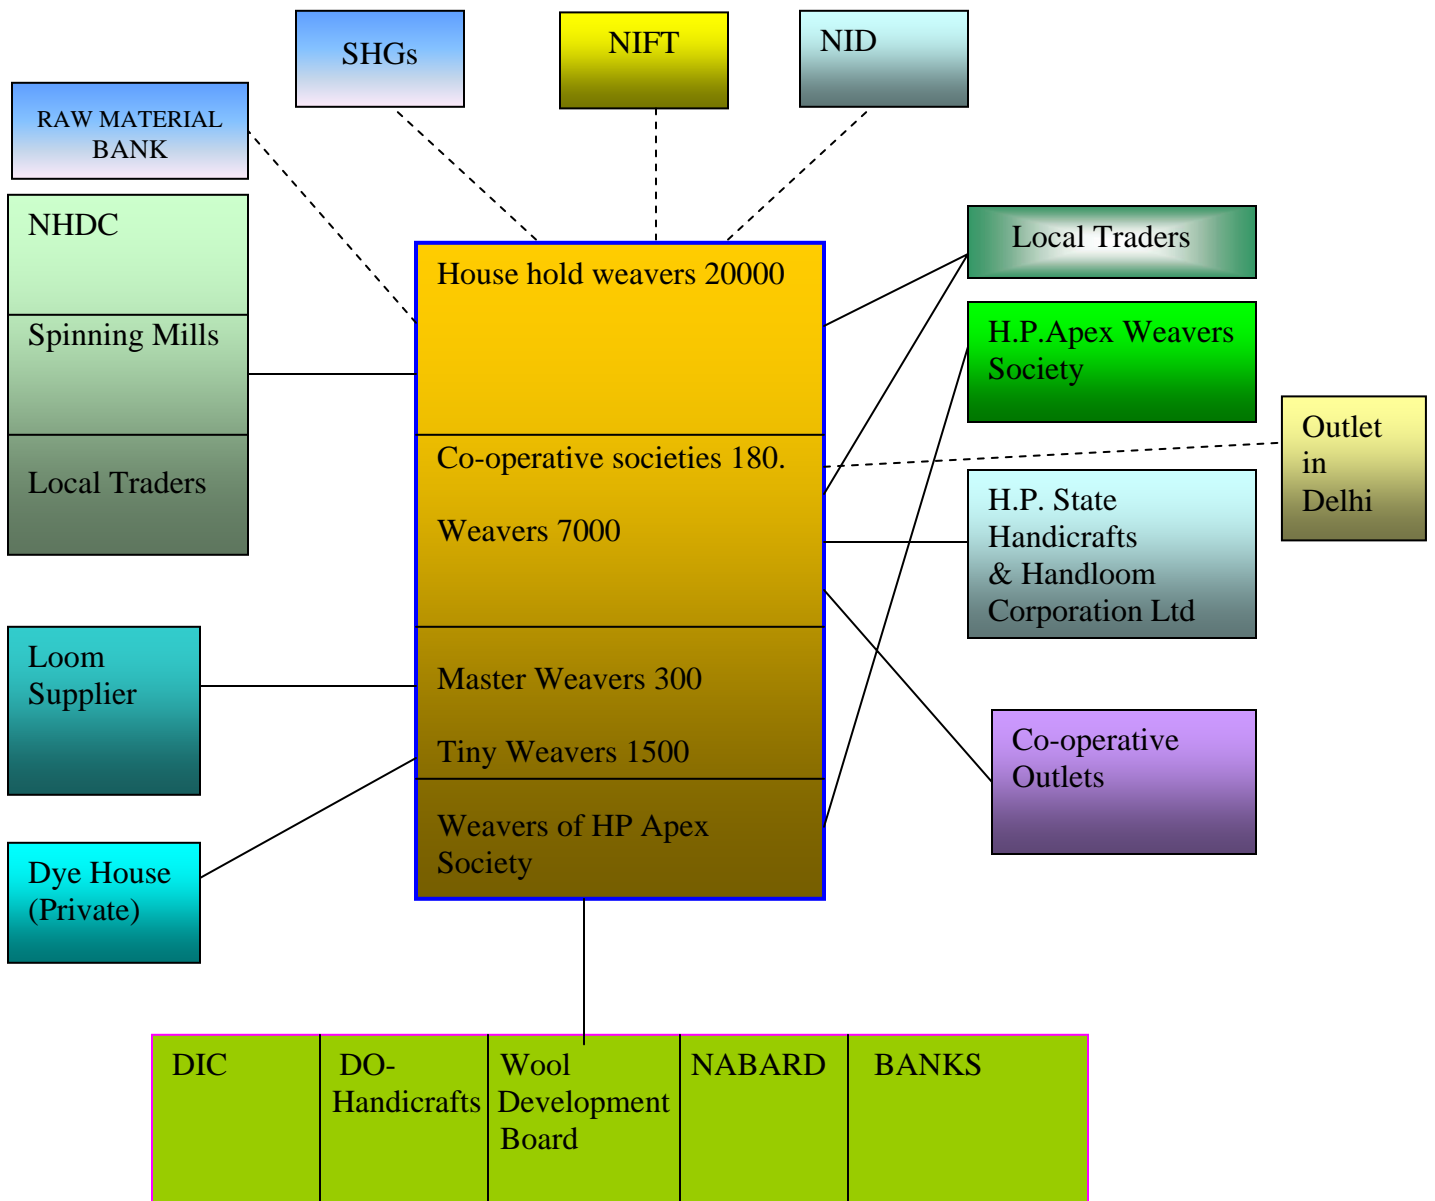 SHGs
NIFT
NID
RAW MATERIAL
BANK
NHDC
Spinning Mills
Local Traders
House hold weavers 20000
Co-operative societies 180.
Weavers 7000
Master Weavers 300
Tiny Weavers 1500
Weavers of HP Apex
Society
Local Traders
H.P.Apex Weavers
Society
Outlet
in
Delhi
H.P. State
Handicrafts
& Handloom
Corporation Ltd
Co-operative
Outlets
Loom
Supplier
Dye House
(Private)
DIC
DO-
Handicrafts
Wool
Development
Board
NABARD
BANKS